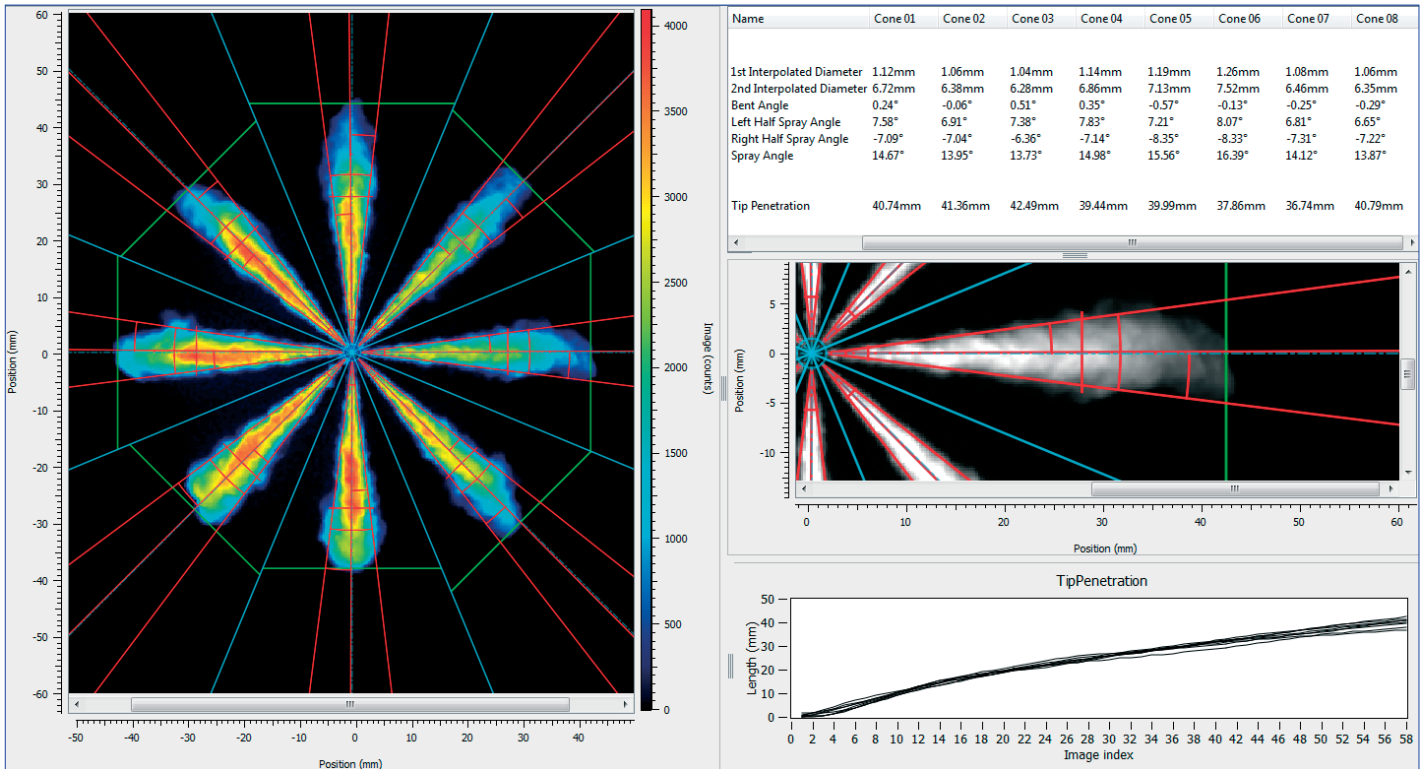 Name Cone 01 Cone 02 Cone 03 Cone 04 Cone 05 Cone 06 Cone 07 Cone 08
1st Interpolated Diameter 1.12mm 1.06mm 1.04mm 1.14mm 1.19mm 1.26mm 1.08mm 1.06mm
2nd Interpolated Diameter 6.72mm 6.38mm 6.28mm 6.86mm 7.13mm 7.52mm 6.46mm 6.35mm
Bent Angle 0.24° -0.06° 0.51° 0.35° -0.57° -0.13° -0.25° -0.29°
Left Half Spray Angle 7.58° 6.91° 7.38° 7.83° 7.21° 8.07° 6.81° 6.65°
Right Half Spray Angle -7.09° -7.04° -6.36° -7.14° -8.35° -8.33° -7.31° -7.22°
Spray Angle 14.67° 13.95° 13.73° 14.98° 15.56° 16.39° 14.12° 13.87°
Tip Penetration 40.74mm 41.36mm 42.49mm 39.44mm 39.99mm 37.86mm 36.74mm 40.79mm
60
50
40
30
20
10
0
-10
-20
-30
-40
-50
-60
Position (mm)
-50 -40 -30 -20 -10 0 10 20 30 40
Position (mm)
4000
3500
3000
2500
2000
1500
1000
500
0
Image (counts)
5
0
-5
-10
Position (mm)
0 10 20 30 40 50 60
Position (mm)
TipPenetration
50
40
30
20
10
0
Length (mm)
0 2 4 6 8 10 12 14 16 18 20 22 24 26 28 30 32 34 36 38 40 42 44 46 48 50 52 54 56 58
Image index